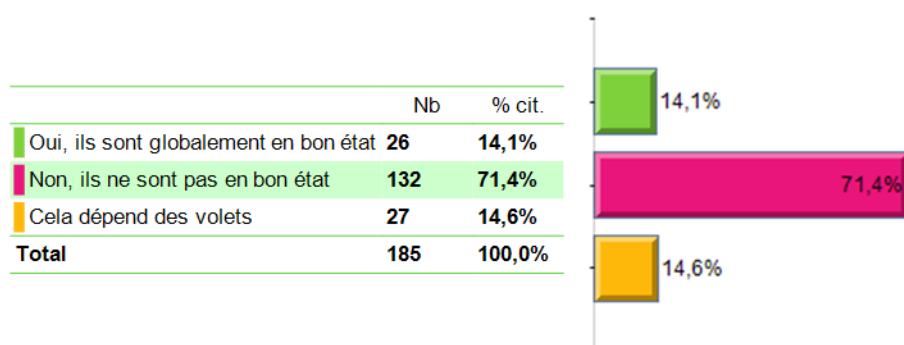 Nb % cit.
Oui, ils sont globalement en bon état 26 14,1%
Non, ils ne sont pas en bon état 132 71,4%
Cela dépend des volets 27 14,6%
Total 185 100,0%
14,1%
71,4%
14,6%